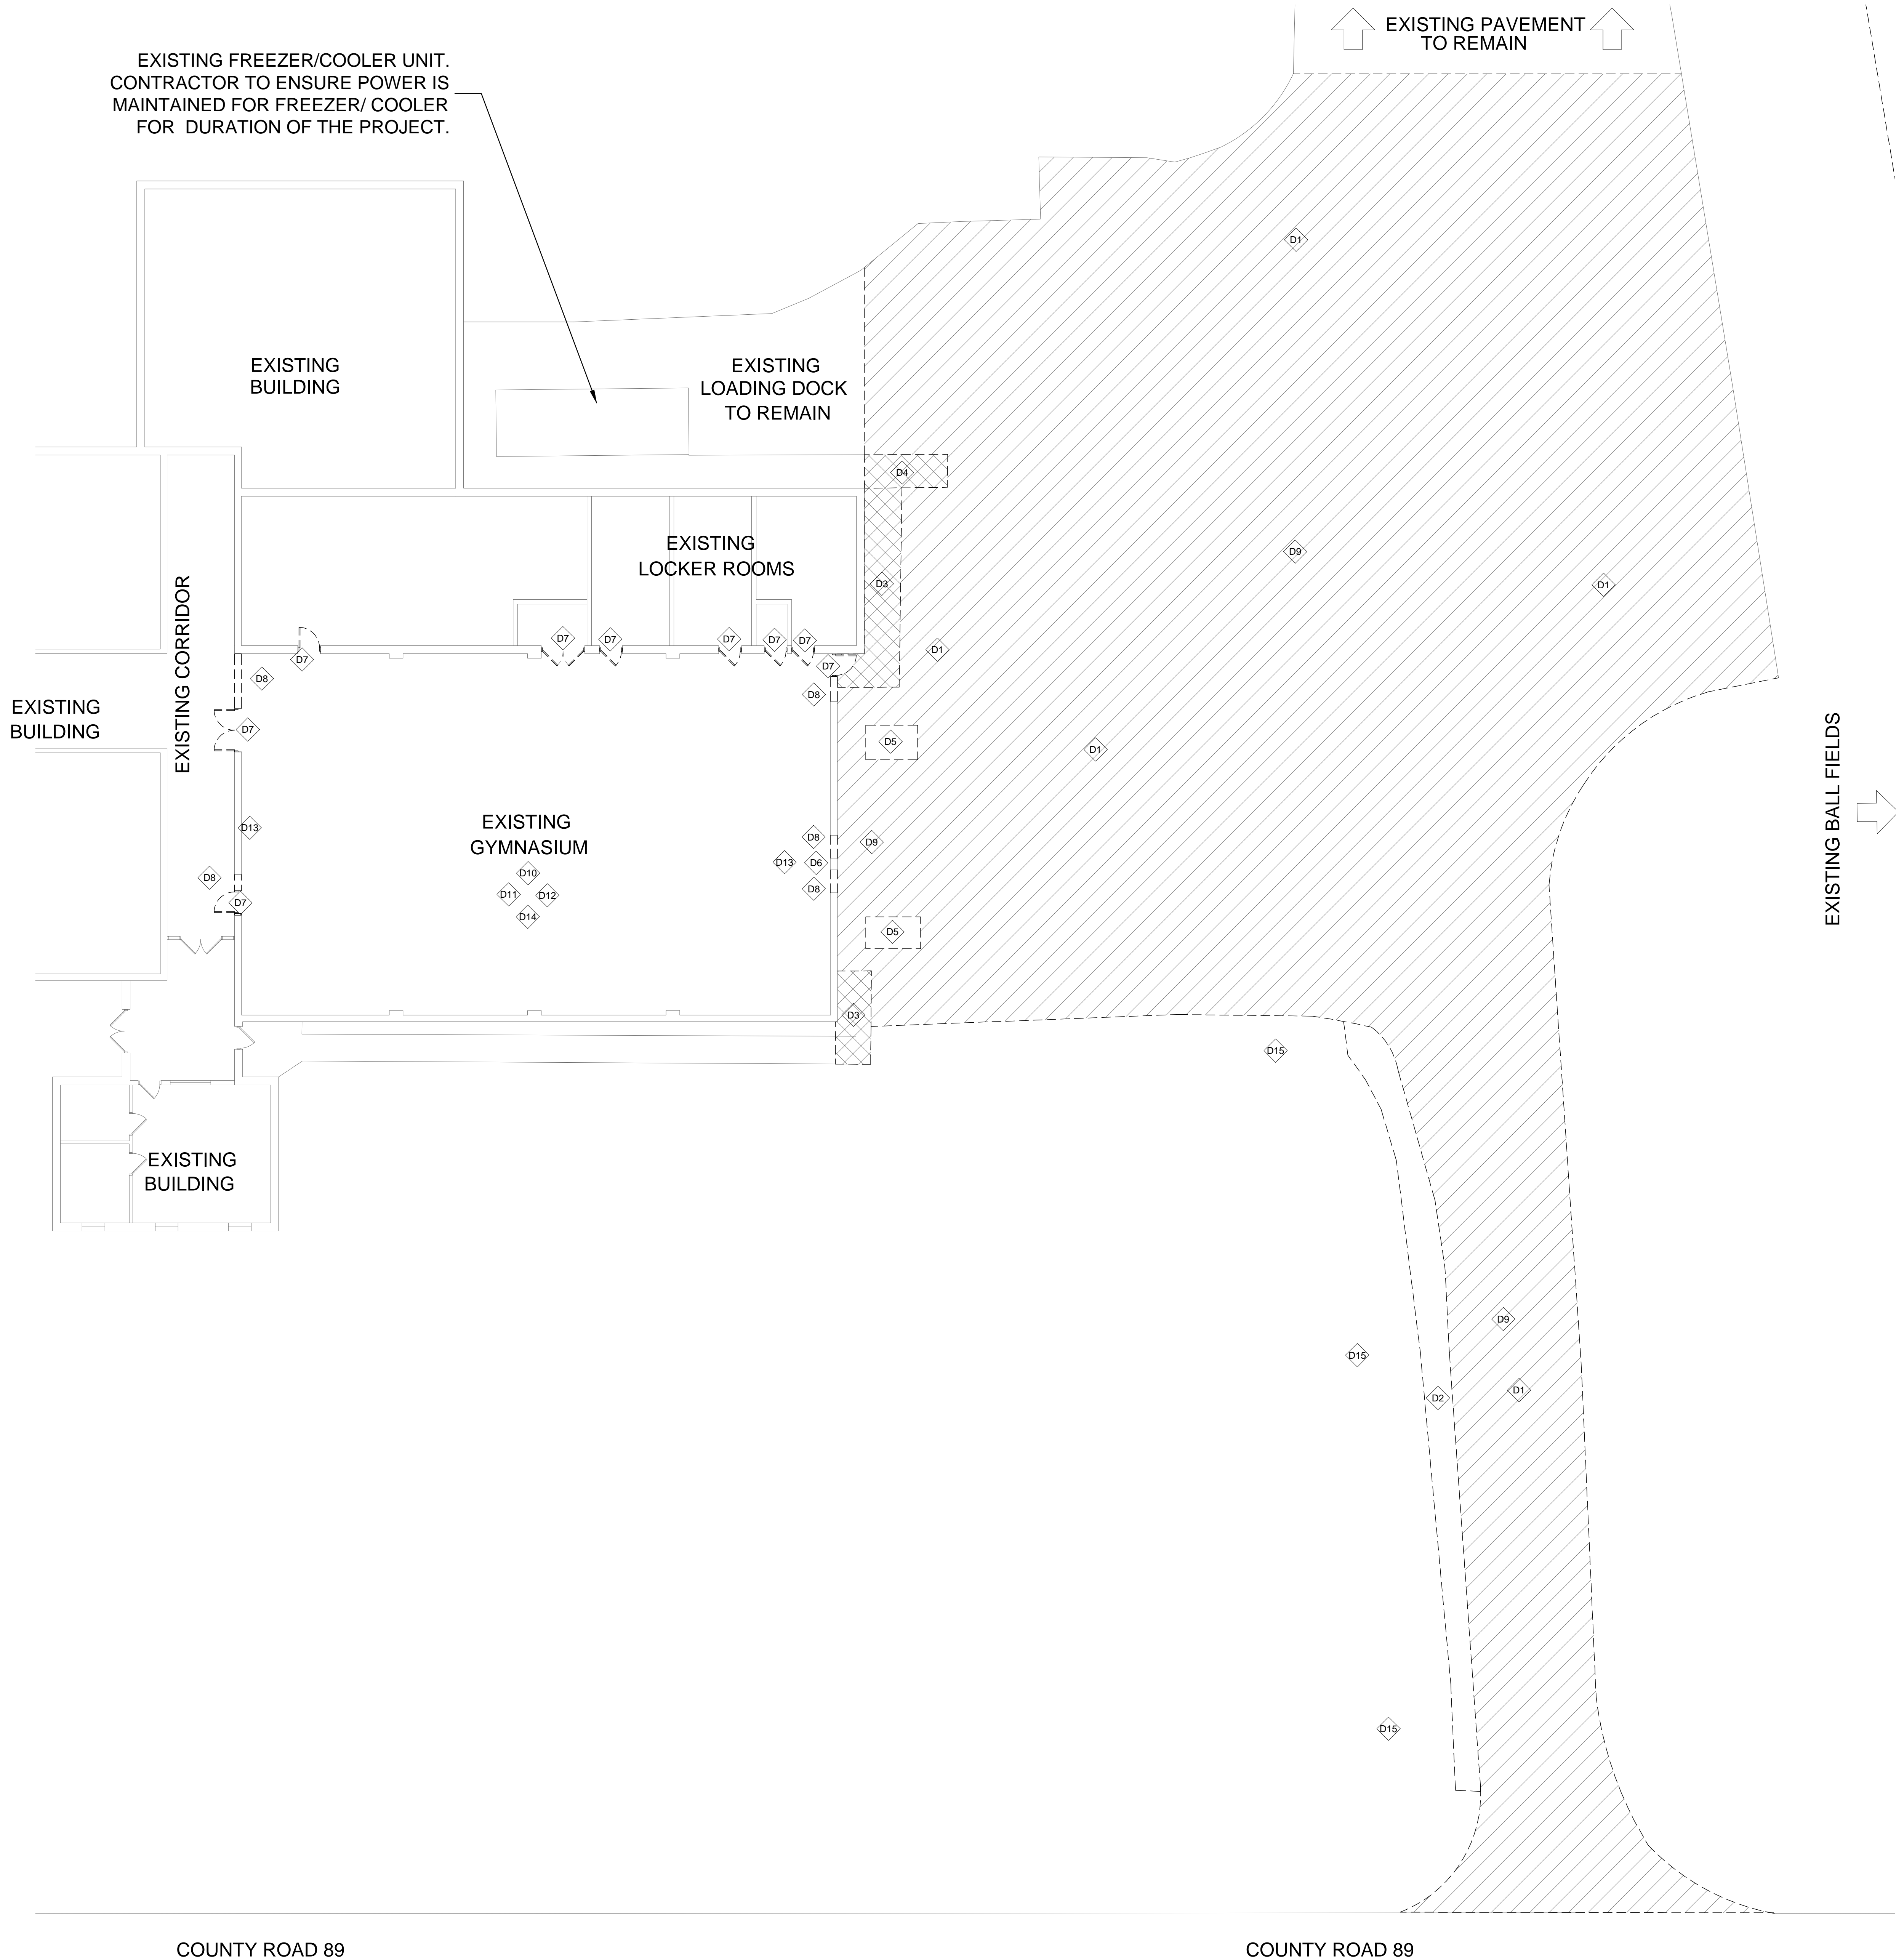 EXISTING PAVEMENT
TO REMAIN
EXISTING FREEZER/COOLER UNIT.
CONTRACTOR TO ENSURE POWER IS
MAINTAINED FOR FREEZER/ COOLER
FOR DURATION OF THE PROJECT.
D1
EXISTING
BUILDING
EXISTING
LOADING DOCK
TO REMAIN
D4
EXISTING
LOCKER ROOMS
D9
D3
D1
EXISTING CORRIDOR
D7
D7
D7
D7
D7
D7
D7
D1
D8
D8
EXISTING
BUILDING
D7
D5
D1
EXISTING BALL FIELDS
EXISTING
GYMNASIUM
D13
D8
D9
D13
D6
D10
D8
D7
D8
D11
D12
D14
D5
D3
D15
EXISTING
BUILDING
D9
D15
D2
D1
D15
COUNTY ROAD 89
COUNTY ROAD 89